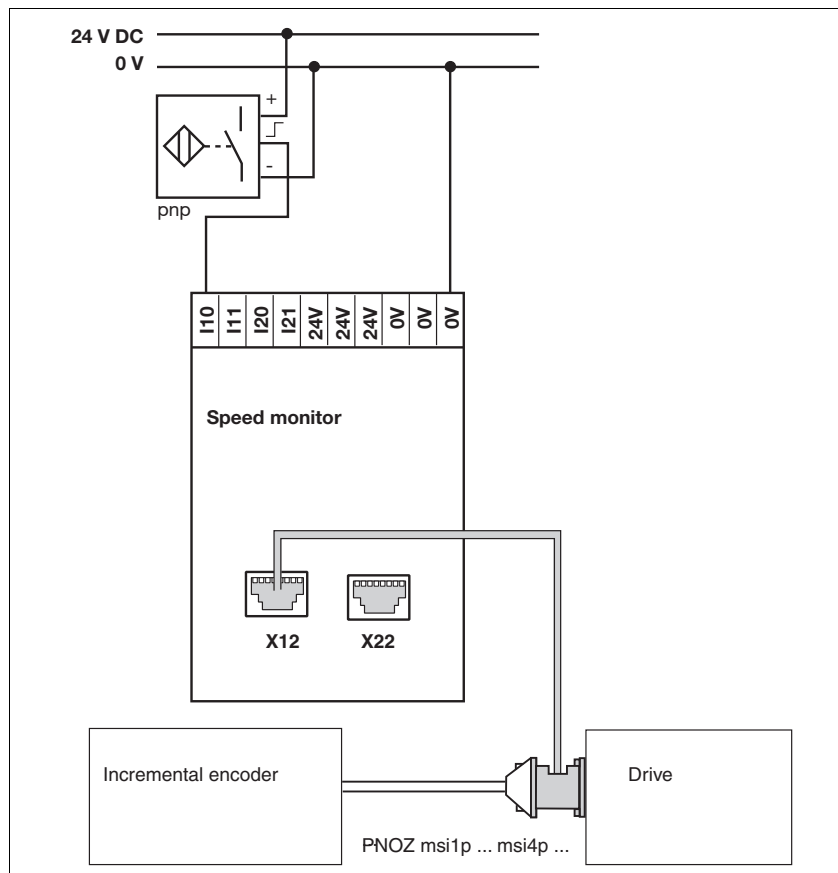 24 V DC
0 V
+
-
pnp
I10 I11 I20 I21 24V 24V 24V 0V 0V 0V
Speed monitor
X12 X22
Incremental encoder
Drive
PNOZ msi1p ... msi4p ...